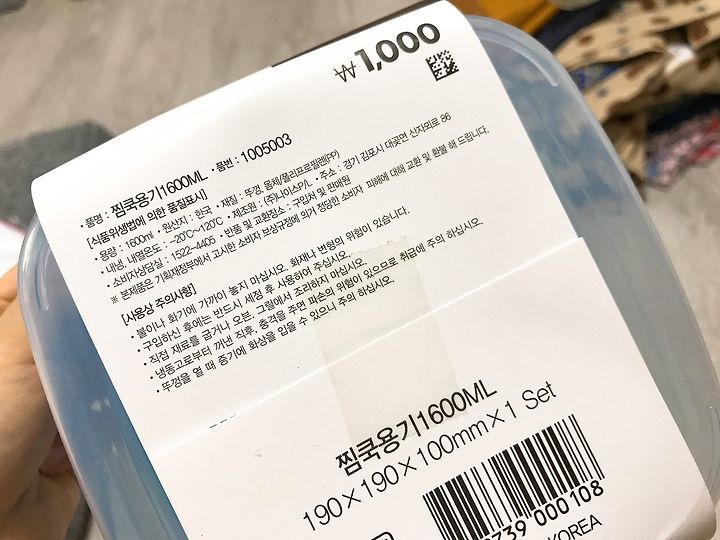 ₩1,000
• 품명 : 찜쿡용기1600ML • 품번 : 1005003
[식품위생법에 의한 품질표시]
• 용량 : 1600ml • 원산지 : 한국 • 재질 : 뚜껑, 몸체/폴리프로필렌(PP)
• 내냉, 내열온도 : -20℃~120℃ • 제조원 : (주)나이스P/L • 주소 : 경기 김포시 대곶면 산자외로 86
• 소비자상담실 : 1522-4405 • 반품 및 교환장소 : 구입처 및 판매원
※ 본제품은 기획재정부에서 고시한 소비자 보상규정에 의거 정당한 소비자 피해에 대해 교환 및 환불 해 드립니다.
[사용상 주의사항]
• 불이나 화기에 가까이 놓지 마십시오. 화재나 변형의 위험이 있습니다.
• 구입하신 후에는 반드시 세정 후 사용하여 주십시오.
• 직접 재료를 굽거나 오븐, 그릴에서 조리하지 마십시오.
• 냉동고로부터 꺼낸 직후, 충격을 주면 파손의 위험이 있으므로 취급에 주의 하십시오.
• 뚜껑을 열 때 증기에 화상을 입을 수 있으니 주의 하십시오.
찜쿡용기1600ML
190×190×100mm×1 Set
739 000108
KOREA